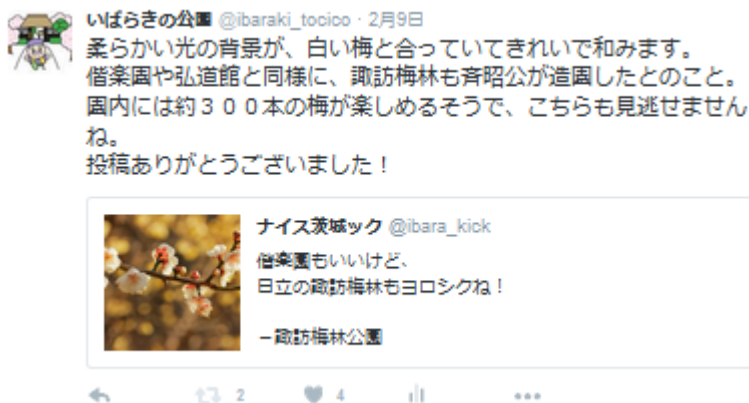 いばらきの公園 @ibaraki_tocico · 2月9日
柔らかい光の背景が、白い梅と合っていてきれいで和みます。
偕楽園や弘道館と同様に、諏訪梅林も斉昭公が造園したとのこと。
園内には約３００本の梅が楽しめるそうで、こちらも見逃せません
ね。
投稿ありがとうございました！
ナイス茨城ック @ibara_kick
偕楽園もいいけど、
日立の諏訪梅林もヨロシクね！
－諏訪梅林公園
2 4